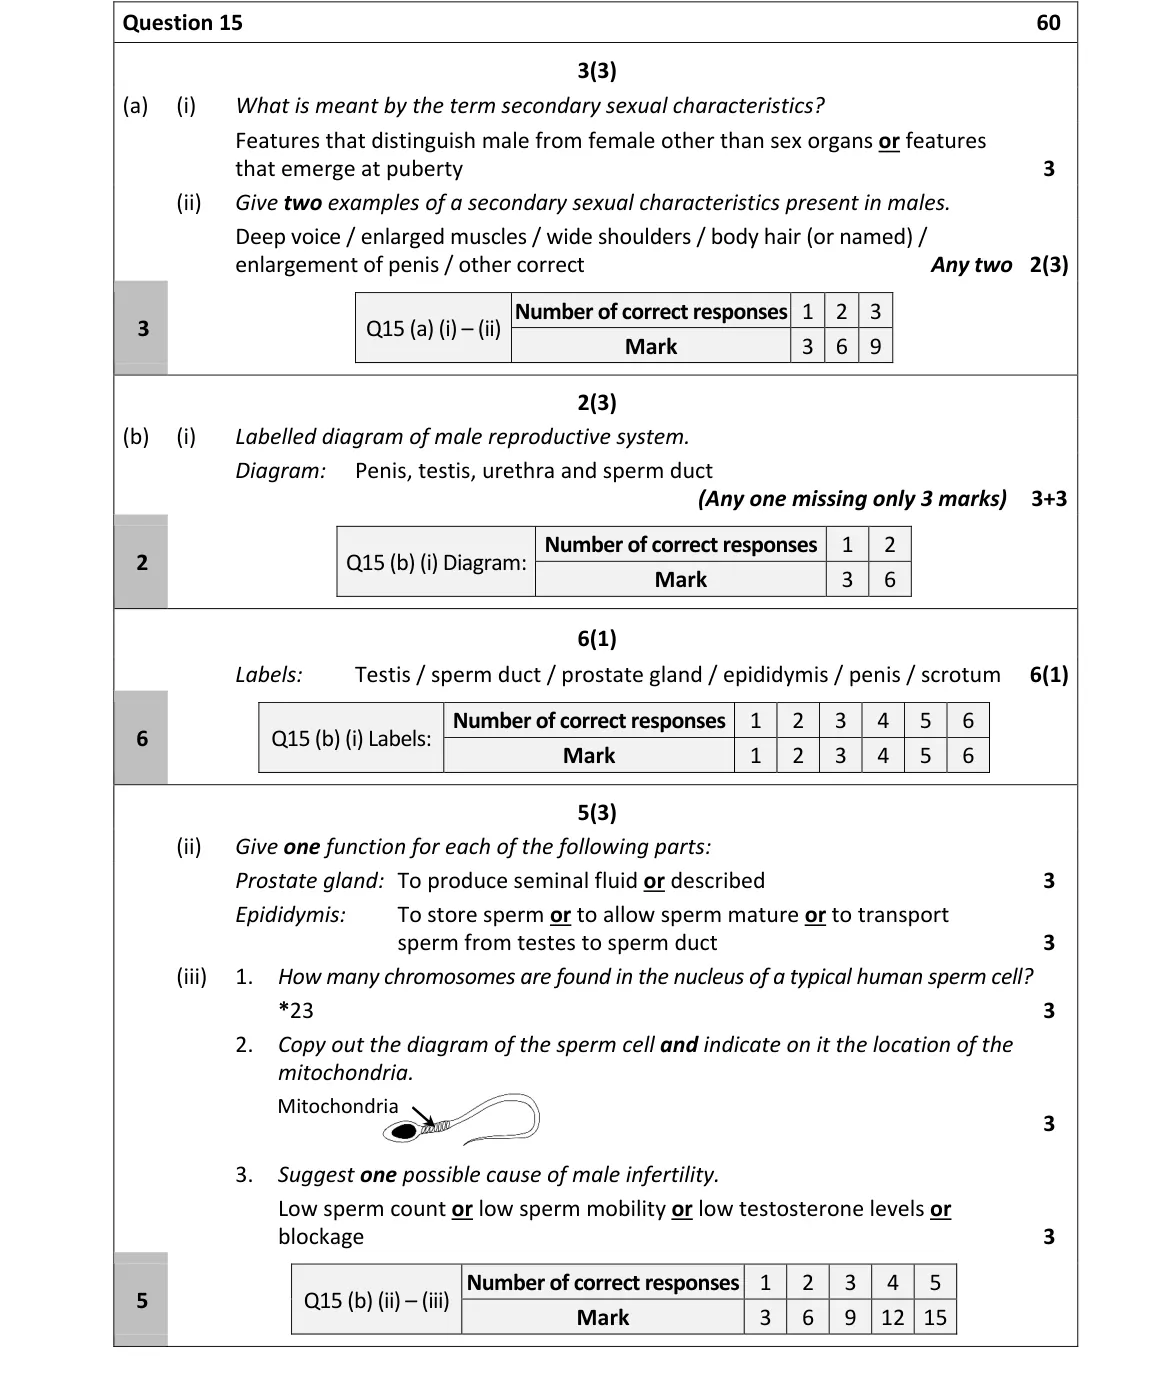 Question 15 60
3(3)
(a) (i) What is meant by the term secondary sexual characteristics?
Features that distinguish male from female other than sex organs or features
that emerge at puberty 3
(ii) Give two examples of a secondary sexual characteristics present in males.
Deep voice / enlarged muscles / wide shoulders / body hair (or named) /
enlargement of penis / other correct Any two 2(3)
3 Q15 (a) (i) – (ii) Number of correct responses 1 2 3
Mark 3 6 9
2(3)
(b) (i) Labelled diagram of male reproductive system.
Diagram: Penis, testis, urethra and sperm duct
(Any one missing only 3 marks) 3+3
2 Q15 (b) (i) Diagram: Number of correct responses 1 2
Mark 3 6
6(1)
Labels: Testis / sperm duct / prostate gland / epididymis / penis / scrotum 6(1)
6 Q15 (b) (i) Labels: Number of correct responses 1 2 3 4 5 6
Mark 1 2 3 4 5 6
5(3)
(ii) Give one function for each of the following parts:
Prostate gland: To produce seminal fluid or described 3
Epididymis: To store sperm or to allow sperm mature or to transport
sperm from testes to sperm duct 3
(iii) 1. How many chromosomes are found in the nucleus of a typical human sperm cell?
*23 3
2. Copy out the diagram of the sperm cell and indicate on it the location of the
mitochondria.
Mitochondria 3
3. Suggest one possible cause of male infertility.
Low sperm count or low sperm mobility or low testosterone levels or
blockage 3
5 Q15 (b) (ii) – (iii) Number of correct responses 1 2 3 4 5
Mark 3 6 9 12 15